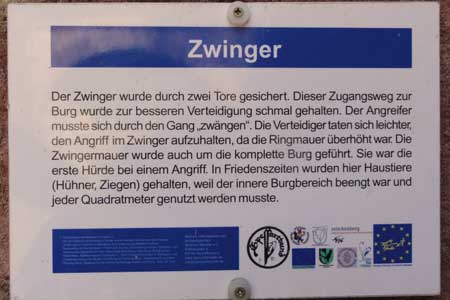 Zwinger
Der Zwinger wurde durch zwei Tore gesichert. Dieser Zugangsweg zur
Burg wurde zur besseren Verteidigung schmal gehalten. Der Angreifer
musste sich durch den Gang „zwängen“. Die Verteidiger taten sich leichter,
den Angriff im Zwinger aufzuhalten, da die Ringmauer überhöht war. Die
Zwingermauer wurde auch um die komplette Burg geführt. Sie war die
erste Hürde bei einem Angriff. In Friedenszeiten wurden hier Haustiere
(Hühner, Ziegen) gehalten, weil der innere Burgbereich beengt war und
jeder Quadratmeter genutzt werden musste.